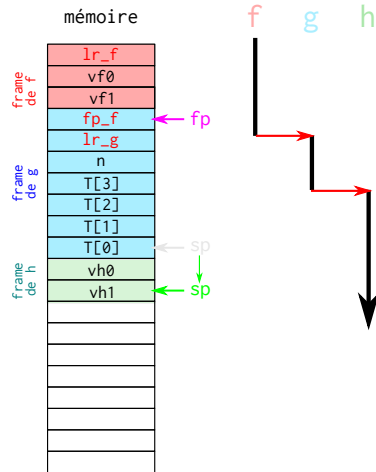 mémoire
lr_f
vf0
vf1
fp_f
lr_g
n
T[3]
T[2]
T[1]
T[0]
vh0
vh1
frame
de f
frame
de g
frame
de h
fp
sp
sp
f g h